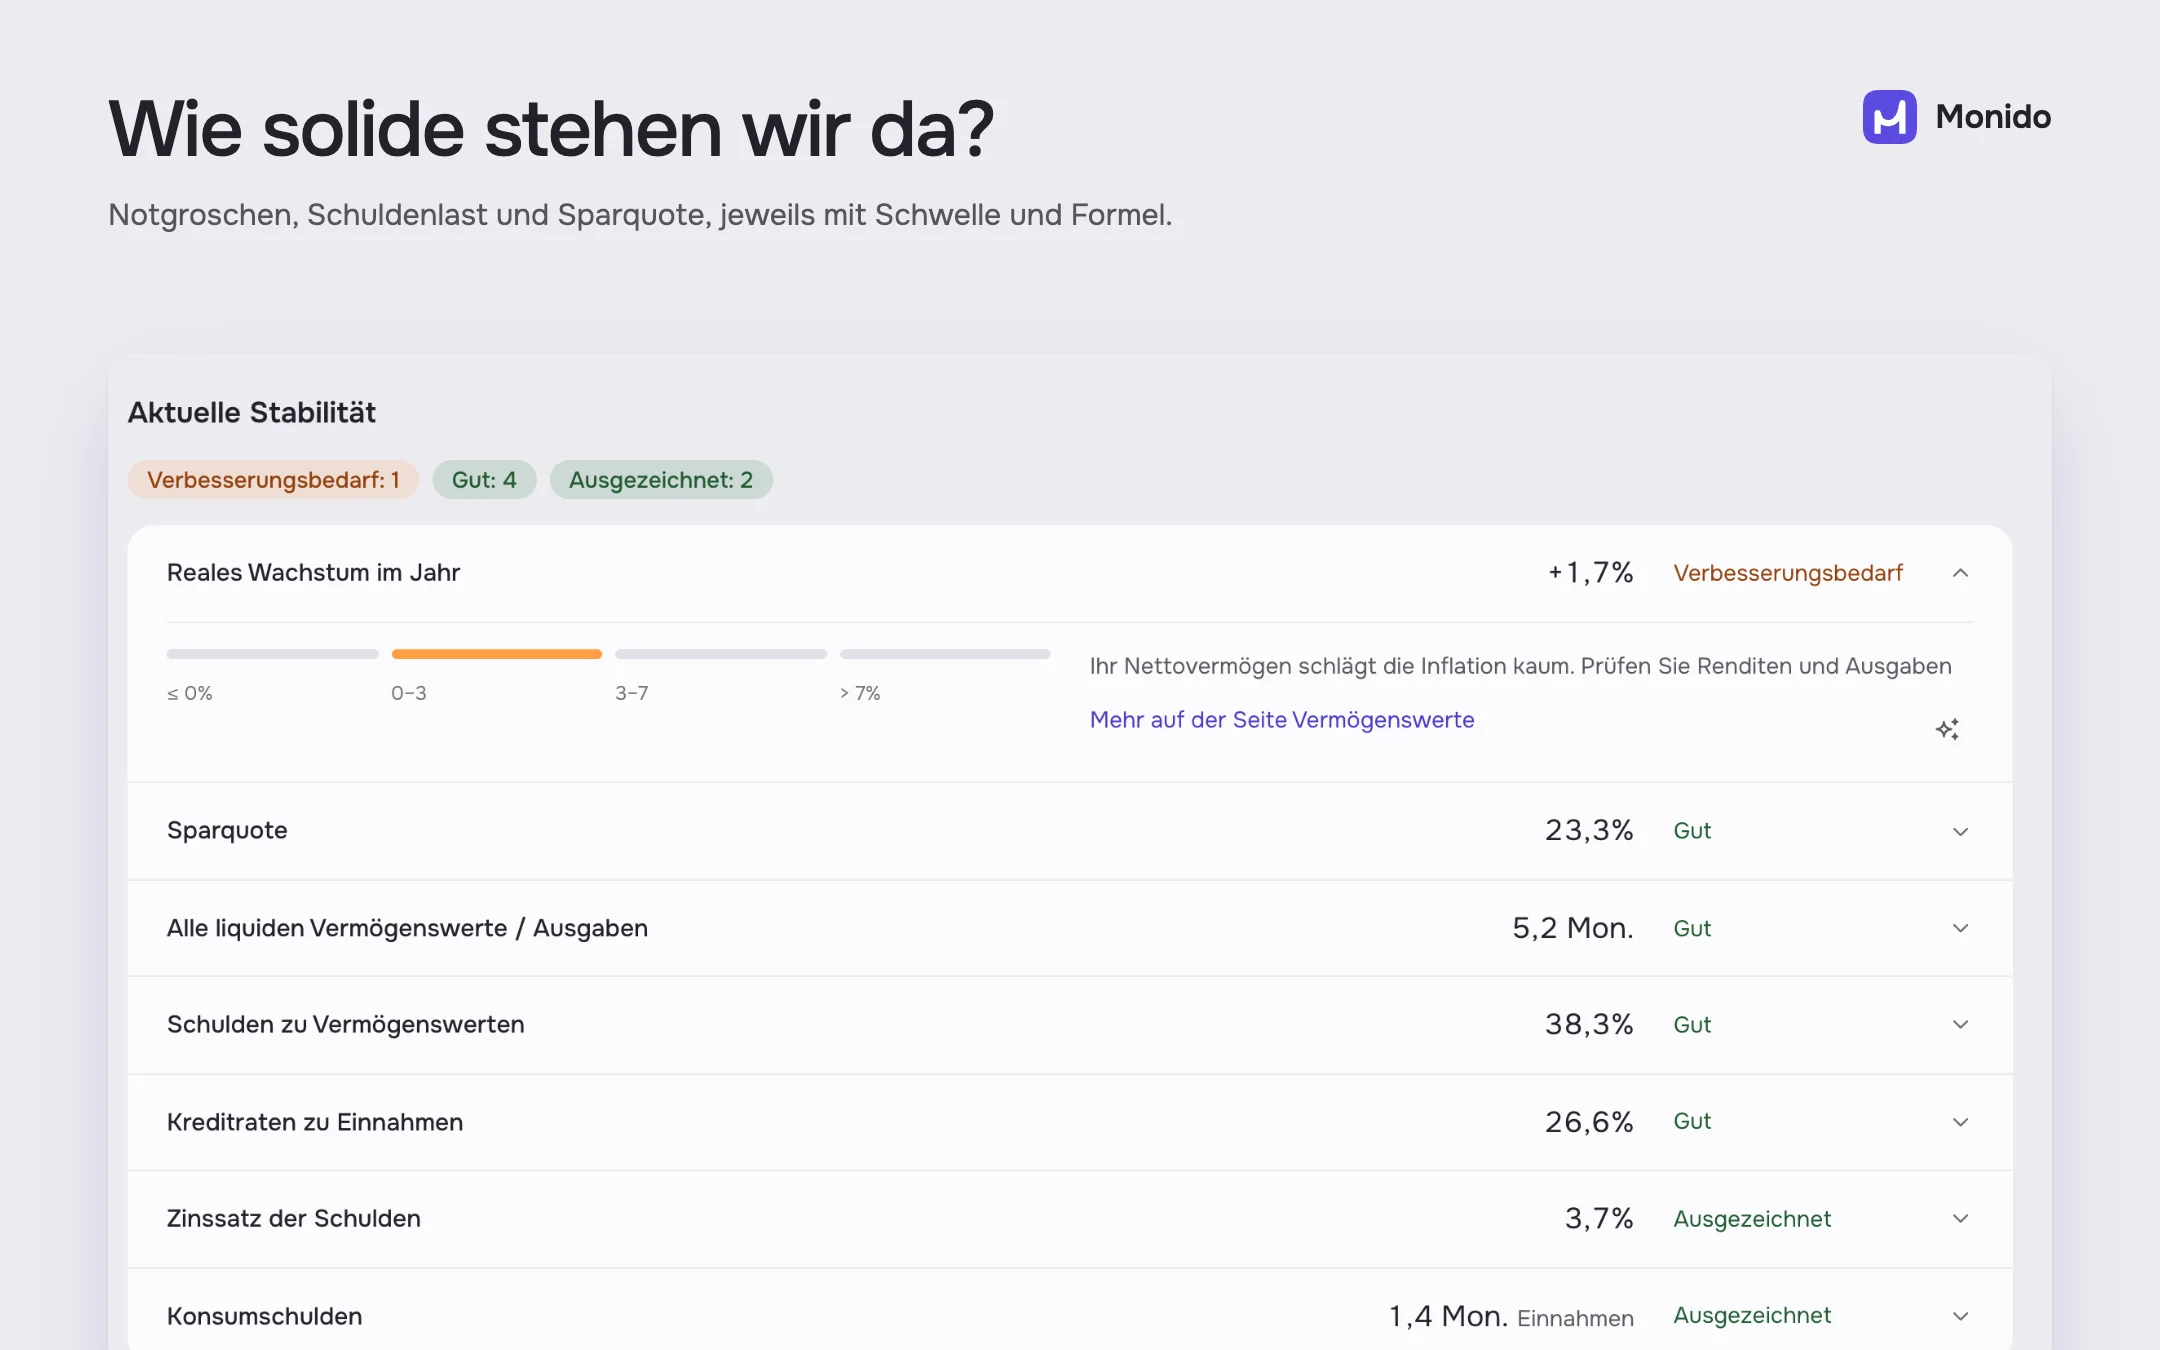 Wie solide stehen wir da?
Monido
Notgroschen, Schuldenlast und Sparquote, jeweils mit Schwelle und Formel.
Aktuelle Stabilität
Verbesserungsbedarf: 1
Gut: 4
Ausgezeichnet: 2
Reales Wachstum im Jahr
+1,7%
Verbesserungsbedarf
≤ 0%
0–3
3–7
> 7%
Ihr Nettovermögen schlägt die Inflation kaum. Prüfen Sie Renditen und Ausgaben
Mehr auf der Seite Vermögenswerte
Sparquote
23,3%
Gut
Alle liquiden Vermögenswerte / Ausgaben
5,2 Mon.
Gut
Schulden zu Vermögenswerten
38,3%
Gut
Kreditraten zu Einnahmen
26,6%
Gut
Zinssatz der Schulden
3,7%
Ausgezeichnet
Konsumschulden
1,4 Mon. Einnahmen
Ausgezeichnet